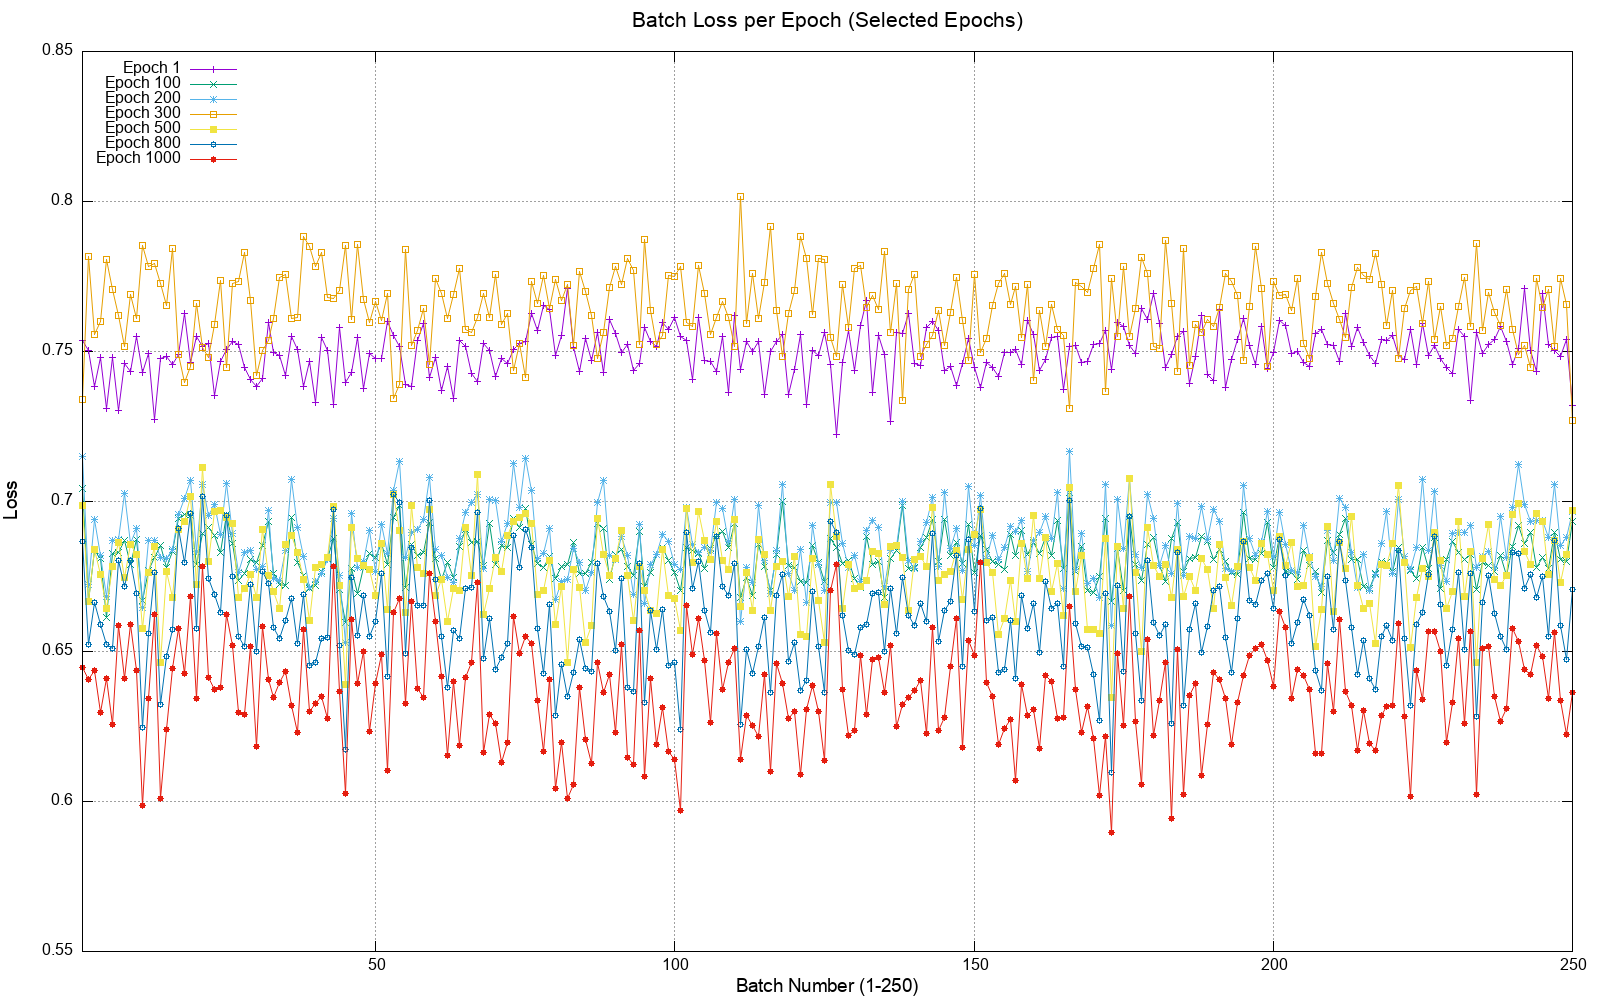 Batch Loss per Epoch (Selected Epochs)
0.85
Epoch 1
Epoch 100
Epoch 200
Epoch 300
Epoch 500
Epoch 800
Epoch 1000
0.8
0.75
0.7
0.65
0.6
0.55
Loss
50
100
150
200
250
Batch Number (1-250)